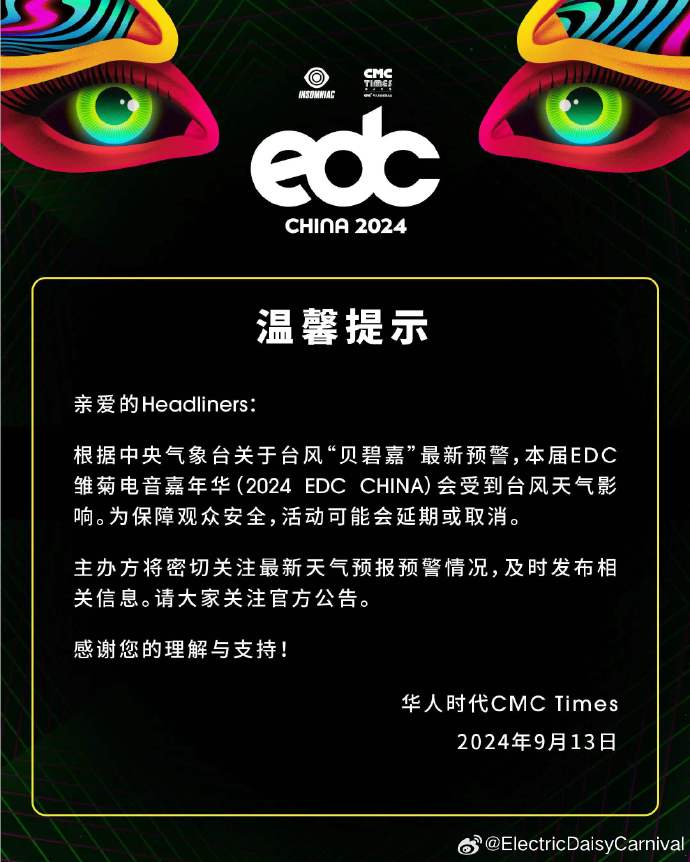 INSOMNIAC
CMC
TIMES
edc
CHINA 2024
温馨提示
亲爱的Headliners:
根据中央气象台关于台风“贝碧嘉”最新预警,本届EDC
雏菊电音嘉年华(2024 EDC CHINA)会受到台风天气影
响。为保障观众安全,活动可能会延期或取消。
主办方将密切关注最新天气预报预警情况,及时发布相
关信息。请大家关注官方公告。
感谢您的理解与支持!
华人时代CMC Times
2024年9月13日
@ElectricDaisyCarnival